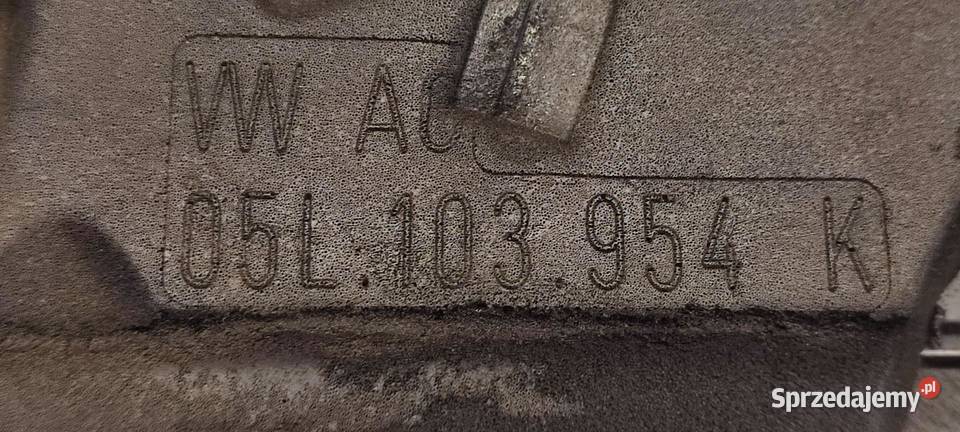 VW AG
05L.103.954 K
Sprzedajemy.pl